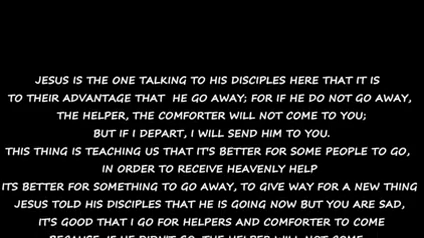 JESUS IS THE ONE TALKING TO HIS DISCIPLES HERE THAT IT IS
TO THEIR ADVANTAGE THAT HE GO AWAY; FOR IF HE DO NOT GO AWAY,
THE HELPER, THE COMFORTER WILL NOT COME TO YOU;
BUT IF I DEPART, I WILL SEND HIM TO YOU.
THIS THING IS TEACHING US THAT IT'S BETTER FOR SOME PEOPLE TO GO,
IN ORDER TO RECEIVE HEAVENLY HELP
ITS BETTER FOR SOMETHING TO GO AWAY, TO GIVE WAY FOR A NEW THING
JESUS TOLD HIS DISCIPLES THAT HE IS GOING NOW BUT YOU ARE SAD,
IT'S GOOD THAT I GO FOR HELPERS AND COMFORTER TO COME
BECAUSE IF HE DIDN'T GO, THE HELPER WILL NOT COME